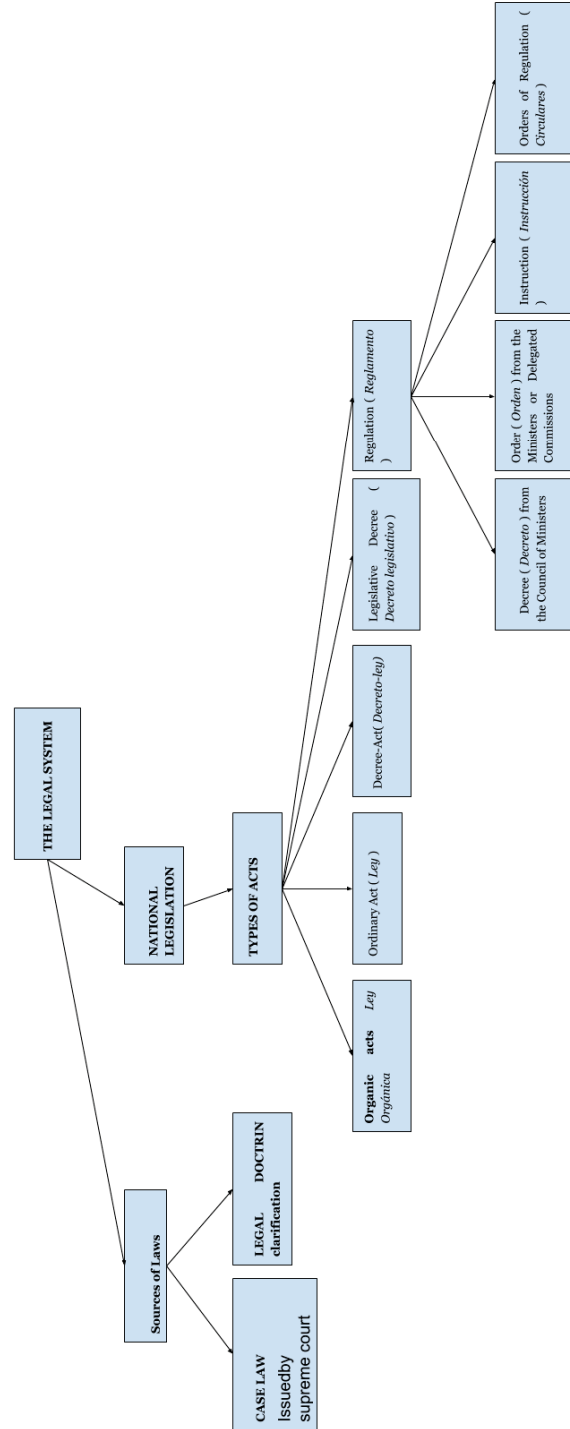 THE LEGAL SYSTEM
Sources of Laws
NATIONAL
LEGISLATION
CASE LAW
Issuedby
supreme court
LEGAL DOCTRIN
clarification
TYPES OF ACTS
Organic acts Ley
Orgánica
Ordinary Act ( Ley )
Decree-Act( Decreto-ley)
Legislative Decree (
Decreto legislativo )
Regulation ( Reglamento
)
Decree ( Decreto ) from
the Council of Ministers
Order ( Orden ) from the
Ministers or Delegated
Commissions
Instruction ( Instrucción
)
Orders of Regulation (
Circulares )